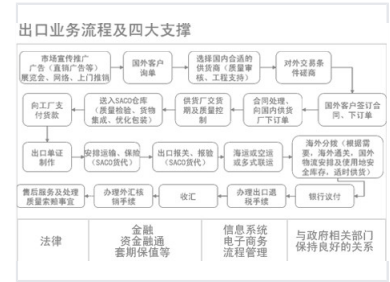 出口业务流程及四大支撑
市场宣传推广
广告（直销广告等）
展览会、网络、上门推销
国外客户
询单
选择国内合适的
供货商（质量审
核、工程支持）
对外交易条
件磋商
向工厂支
付货款
送入SACO仓库
（质量检验、货物
集成、优化包装）
供货厂交货
期及质量控
制
合同处理、
向国内供货
厂下订单
国外客户签订合
同、下订单
出口单证
制作
安排运输、保险
（SACO货代）
出口报关、报验
（SACO货代）
海运或空运
或多式联运
海外分拨（根据需
要，海外通关，国外
物流安排及使用地安
全库存，适时供货）
售后服务及处理
质量索赔事宜
办理外汇核
销手续
收汇
办理出口退
税手续
银行议付
法律
金融
资金融通
套期保值等
信息系统
电子商务
流程管理
与政府相关部门
保持良好的关系